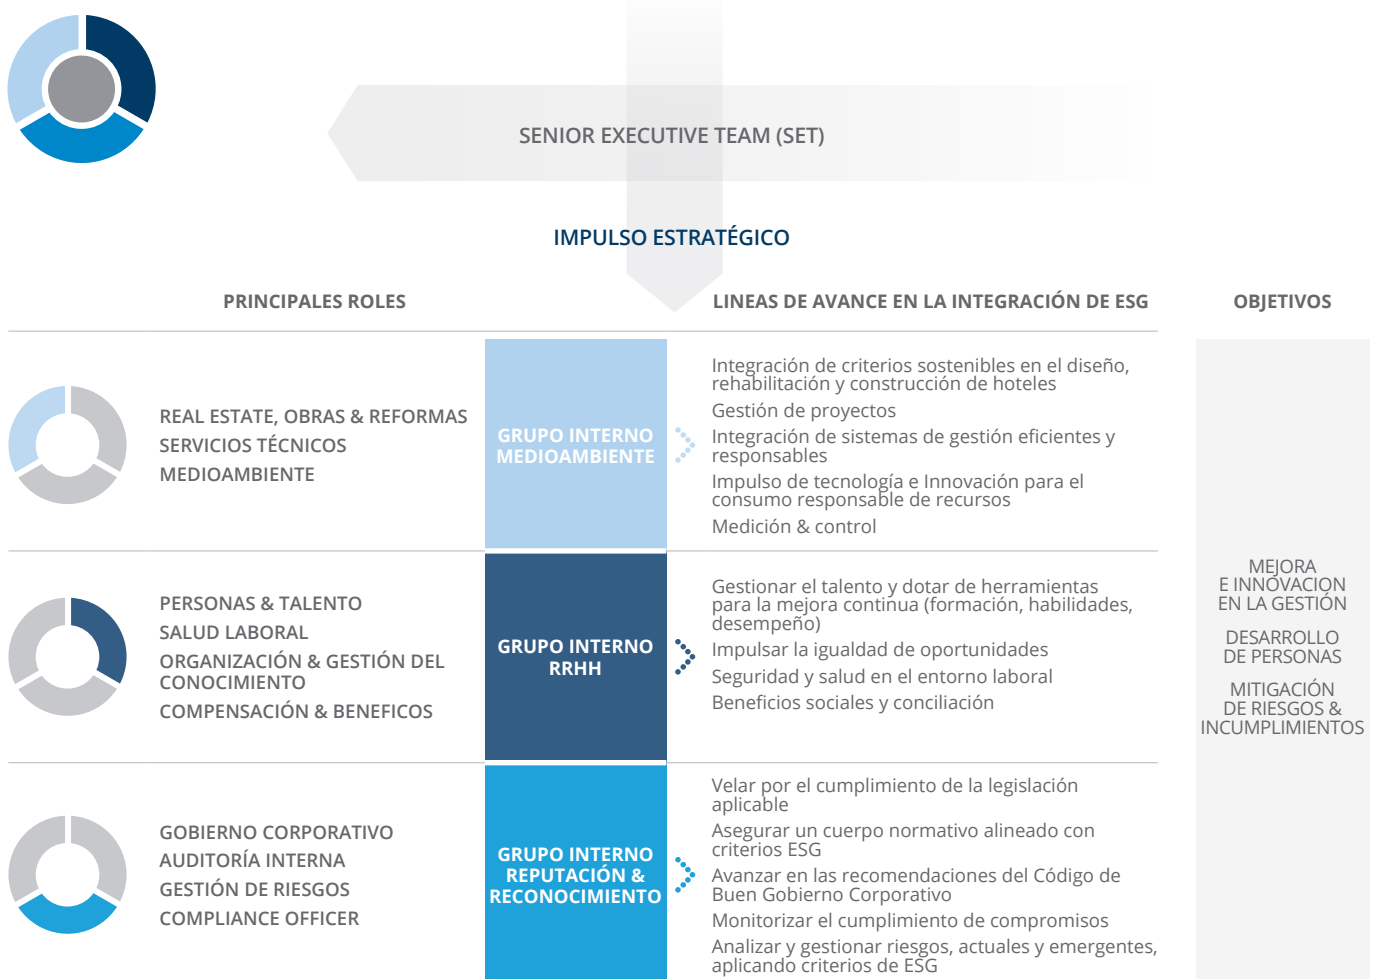 SENIOR EXECUTIVE TEAM (SET)
IMPULSO ESTRATÉGICO
PRINCIPALES ROLES
LINEAS DE AVANCE EN LA INTEGRACIÓN DE ESG
OBJETIVOS
REAL ESTATE, OBRAS & REFORMAS
SERVICIOS TÉCNICOS
MEDIOAMBIENTE
GRUPO INTERNO
MEDIOAMBIENTE
Integración de criterios sostenibles en el diseño,
rehabilitación y construcción de hoteles
Gestión de proyectos
Integración de sistemas de gestión eficientes y
responsables
Impulso de tecnología e Innovación para el
consumo responsable de recursos
Medición & control
PERSONAS & TALENTO
SALUD LABORAL
ORGANIZACIÓN & GESTIÓN DEL
CONOCIMIENTO
COMPENSACIÓN & BENEFICOS
GRUPO INTERNO
RRHH
Gestionar el talento y dotar de herramientas
para la mejora continua (formación, habilidades,
desempeño)
Impulsar la igualdad de oportunidades
Seguridad y salud en el entorno laboral
Beneficios sociales y conciliación
GOBIERNO CORPORATIVO
AUDITORÍA INTERNA
GESTIÓN DE RIESGOS
COMPLIANCE OFFICER
GRUPO INTERNO
REPUTACIÓN &
RECONOCIMIENTO
Velar por el cumplimiento de la legislación
aplicable
Asegurar un cuerpo normativo alineado con
criterios ESG
Avanzar en las recomendaciones del Código de
Buen Gobierno Corporativo
Monitorizar el cumplimiento de compromisos
Analizar y gestionar riesgos, actuales y emergentes,
aplicando criterios de ESG
MEJORA
E INNOVACION
EN LA GESTIÓN
DESARROLLO
DE PERSONAS
MITIGACIÓN
DE RIESGOS &
INCUMPLIMIENTOS